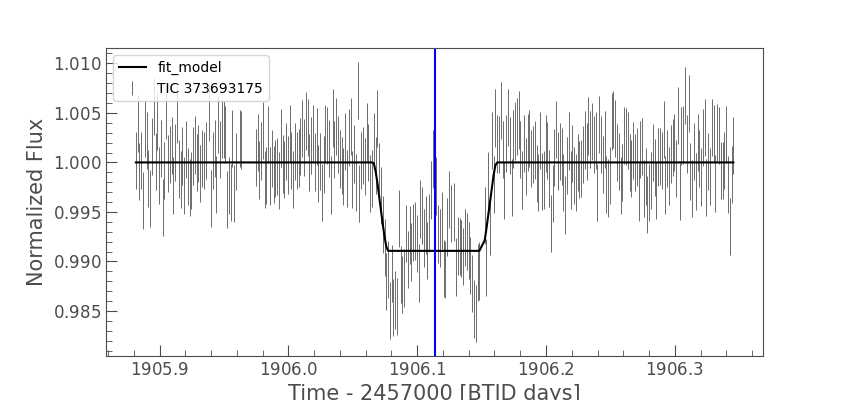 fit_model
TIC 373693175
1.010
1.005
1.000
0.995
0.990
0.985
Normalized Flux
1905.9 1906.0 1906.1 1906.2 1906.3
Time - 2457000 [BTJD days]